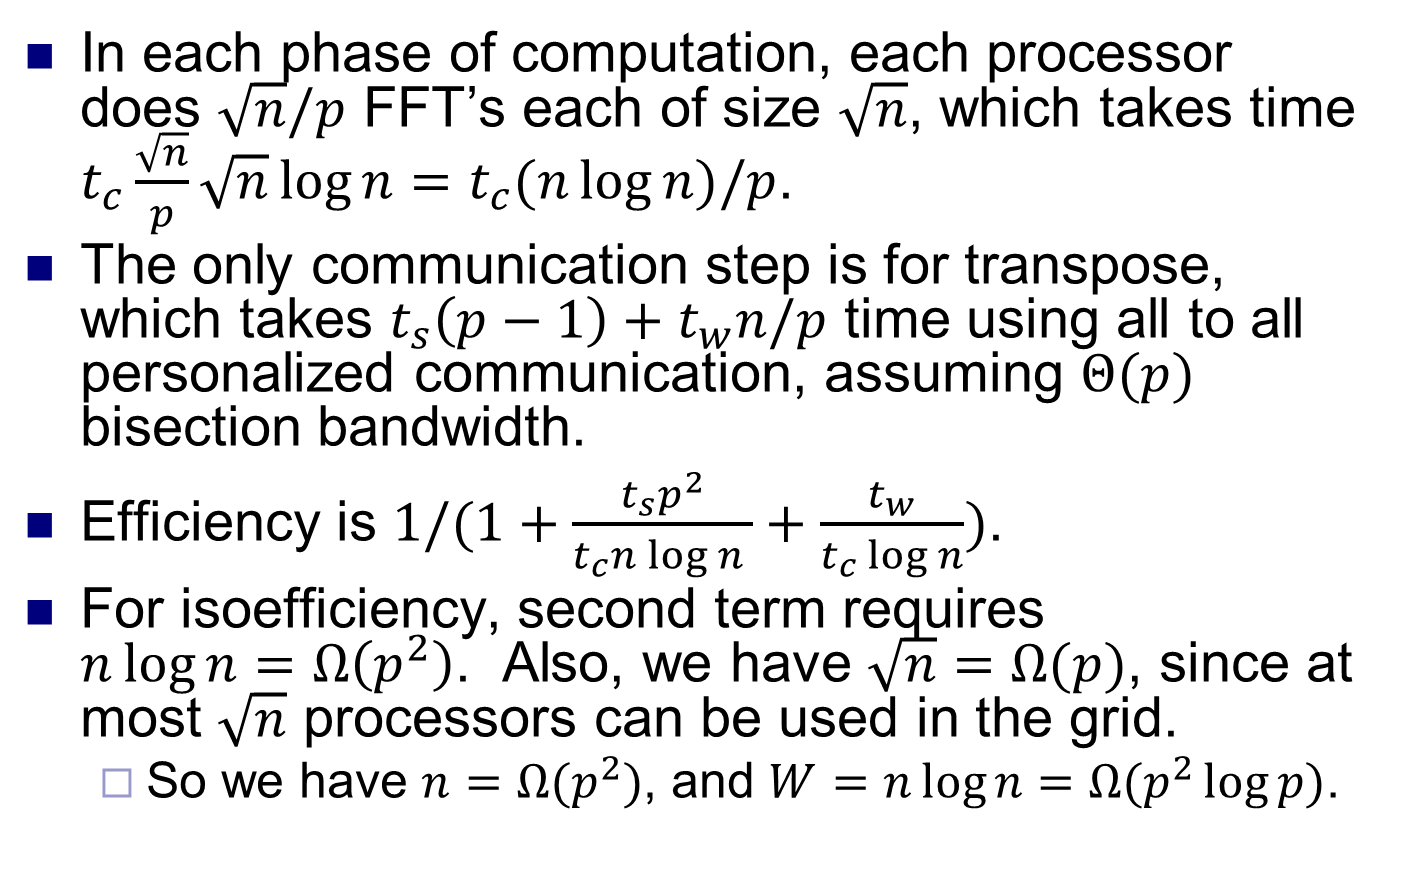 In each phase of computation, each processor
does √n/p FFT’s each of size √n, which takes time
t_c (√n/p) √n log n = t_c(n log n)/p.
The only communication step is for transpose,
which takes t_s(p − 1) + t_w n/p time using all to all
personalized communication, assuming Θ(p)
bisection bandwidth.
Efficiency is 1/(1 + (t_s p²)/(t_c n log n) + t_w/(t_c log n)).
For isoefficiency, second term requires
n log n = Ω(p²). Also, we have √n = Ω(p), since at
most √n processors can be used in the grid.
So we have n = Ω(p²), and W = n log n = Ω(p² log p).